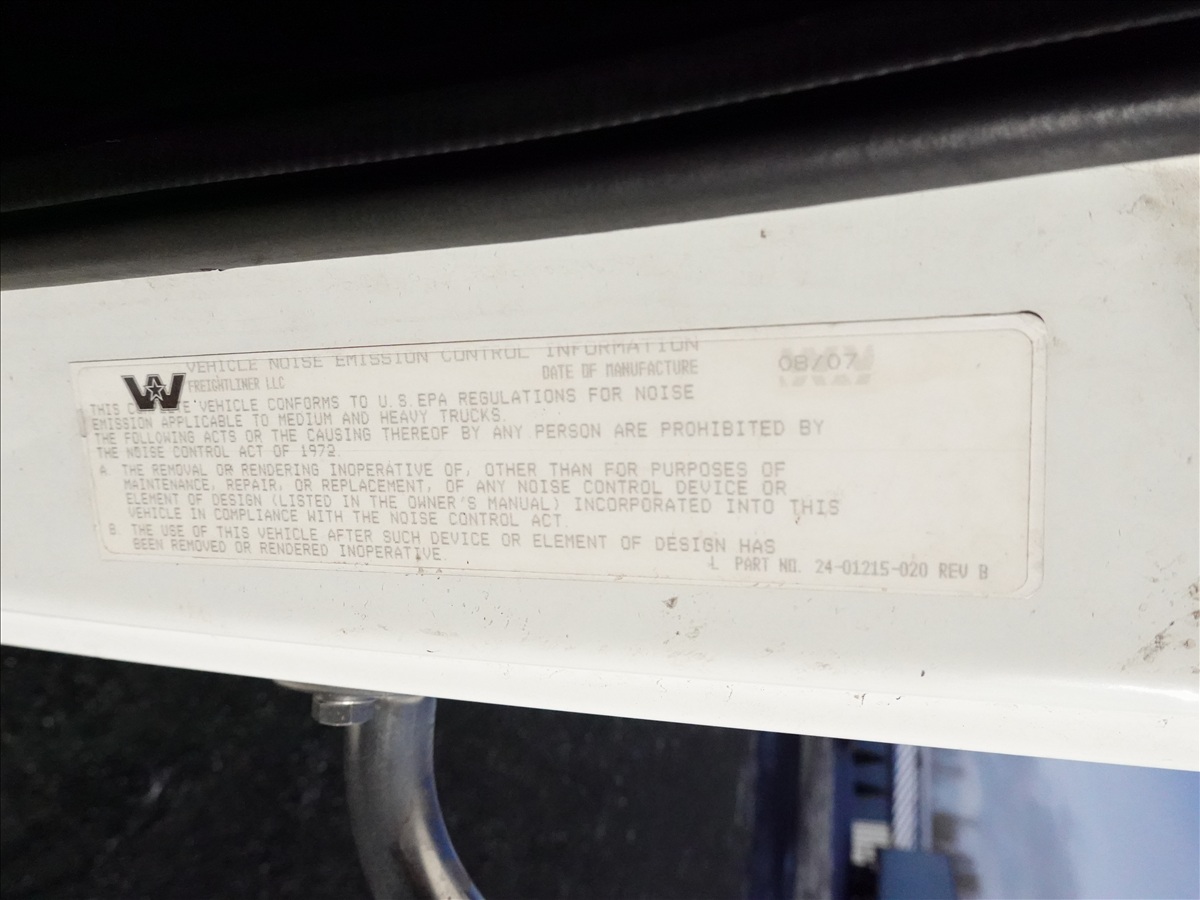 VEHICLE NOISE EMISSION CONTROL INFORMATION
FREIGHTLINER LLC DATE OF MANUFACTURE 08/07
THIS VEHICLE CONFORMS TO U.S.EPA REGULATIONS FOR NOISE
EMISSION APPLICABLE TO MEDIUM AND HEAVY TRUCKS.
THE FOLLOWING ACTS OR THE CAUSING THEREOF BY ANY PERSON ARE PROHIBITED BY
THE NOISE CONTROL ACT OF 1972.
A. THE REMOVAL OR RENDERING INOPERATIVE OF, OTHER THAN FOR PURPOSES OF
MAINTENANCE, REPAIR, OR REPLACEMENT, OF ANY NOISE CONTROL DEVICE OR
ELEMENT OF DESIGN (LISTED IN THE OWNER'S MANUAL) INCORPORATED INTO THIS
VEHICLE IN COMPLIANCE WITH THE NOISE CONTROL ACT.
B. THE USE OF THIS VEHICLE AFTER SUCH DEVICE OR ELEMENT OF DESIGN HAS
BEEN REMOVED OR RENDERED INOPERATIVE.
L PART NO. 24-01215-020 REV B